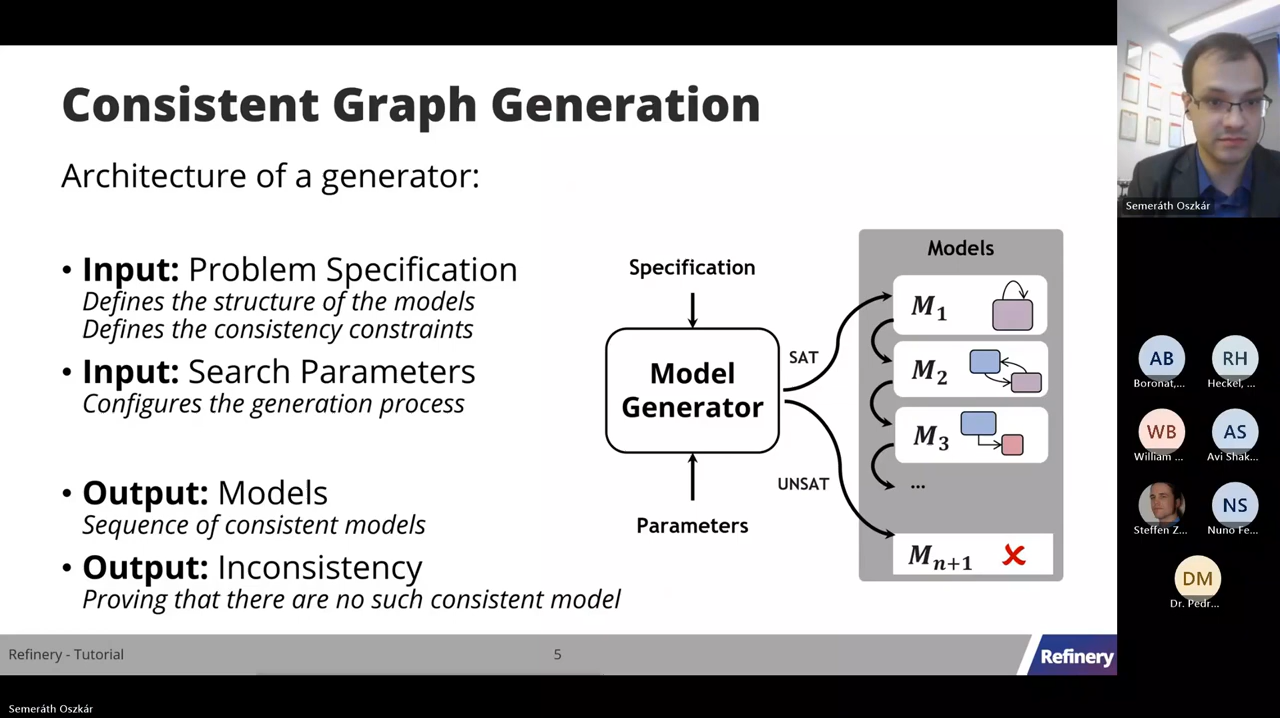 Consistent Graph Generation
Architecture of a generator:
• Input: Problem Specification
Defines the structure of the models
Defines the consistency constraints
• Input: Search Parameters
Configures the generation process
• Output: Models
Sequence of consistent models
• Output: Inconsistency
Proving that there are no such consistent model
Specification
Model
Generator
Parameters
SAT
UNSAT
Models
M1
M2
M3
...
Mn+1
Refinery - Tutorial
5
Refinery
Semeráth Oszkár
AB
Boronat,...
RH
Heckel, ...
WB
William ...
AS
Avi Shak...
Steffen Z...
NS
Nuno Fe...
DM
Dr. Pedr...
Semeráth Oszkár